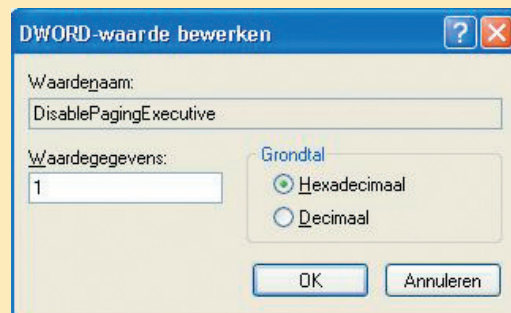 DWORD-waarde bewerken
Waardenaam:
DisablePagingExecutive
Waardegegevens:
1
Grondtal
Hexadecimaal
Decimaal
OK
Annuleren